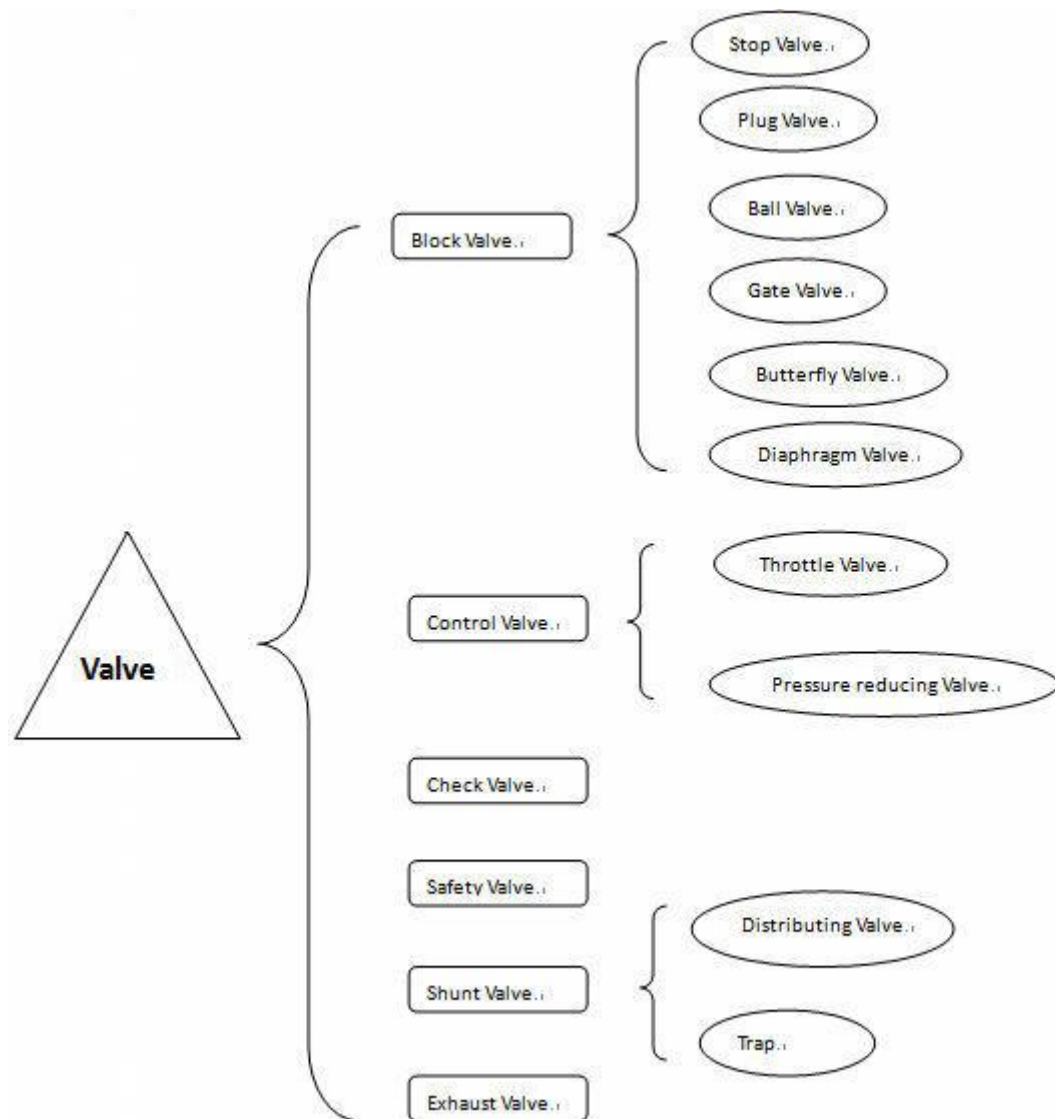 Valve
Block Valve.
Stop Valve.
Plug Valve.
Ball Valve.
Gate Valve.
Butterfly Valve.
Diaphragm Valve.
Control Valve.
Throttle Valve.
Pressure reducing Valve.
Check Valve.
Safety Valve.
Shunt Valve.
Distributing Valve.
Trap.
Exhaust Valve.